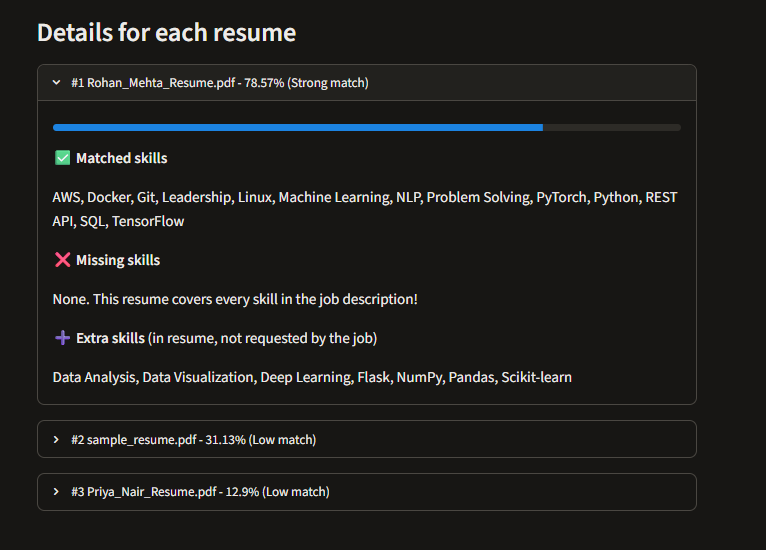 Details for each resume
#1 Rohan_Mehta_Resume.pdf - 78.57% (Strong match)
✅ Matched skills
AWS, Docker, Git, Leadership, Linux, Machine Learning, NLP, Problem Solving, PyTorch, Python, REST
API, SQL, TensorFlow
❌ Missing skills
None. This resume covers every skill in the job description!
➕ Extra skills (in resume, not requested by the job)
Data Analysis, Data Visualization, Deep Learning, Flask, NumPy, Pandas, Scikit-learn
#2 sample_resume.pdf - 31.13% (Low match)
#3 Priya_Nair_Resume.pdf - 12.9% (Low match)